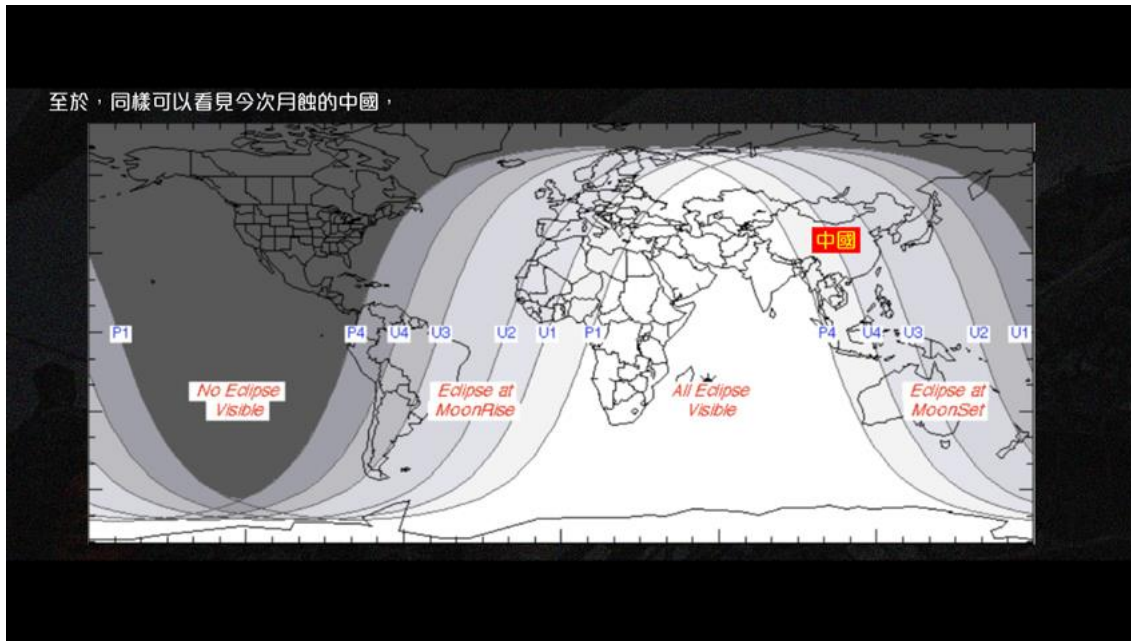 至於，同樣可以看見今次月蝕的中國，
中國
P1
P4
U4
U3
U2
U1
P1
P4
U4
U3
U2
U1
No Eclipse
Visible
Eclipse at
MoonRise
All Eclipse
Visible
Eclipse at
MoonSet